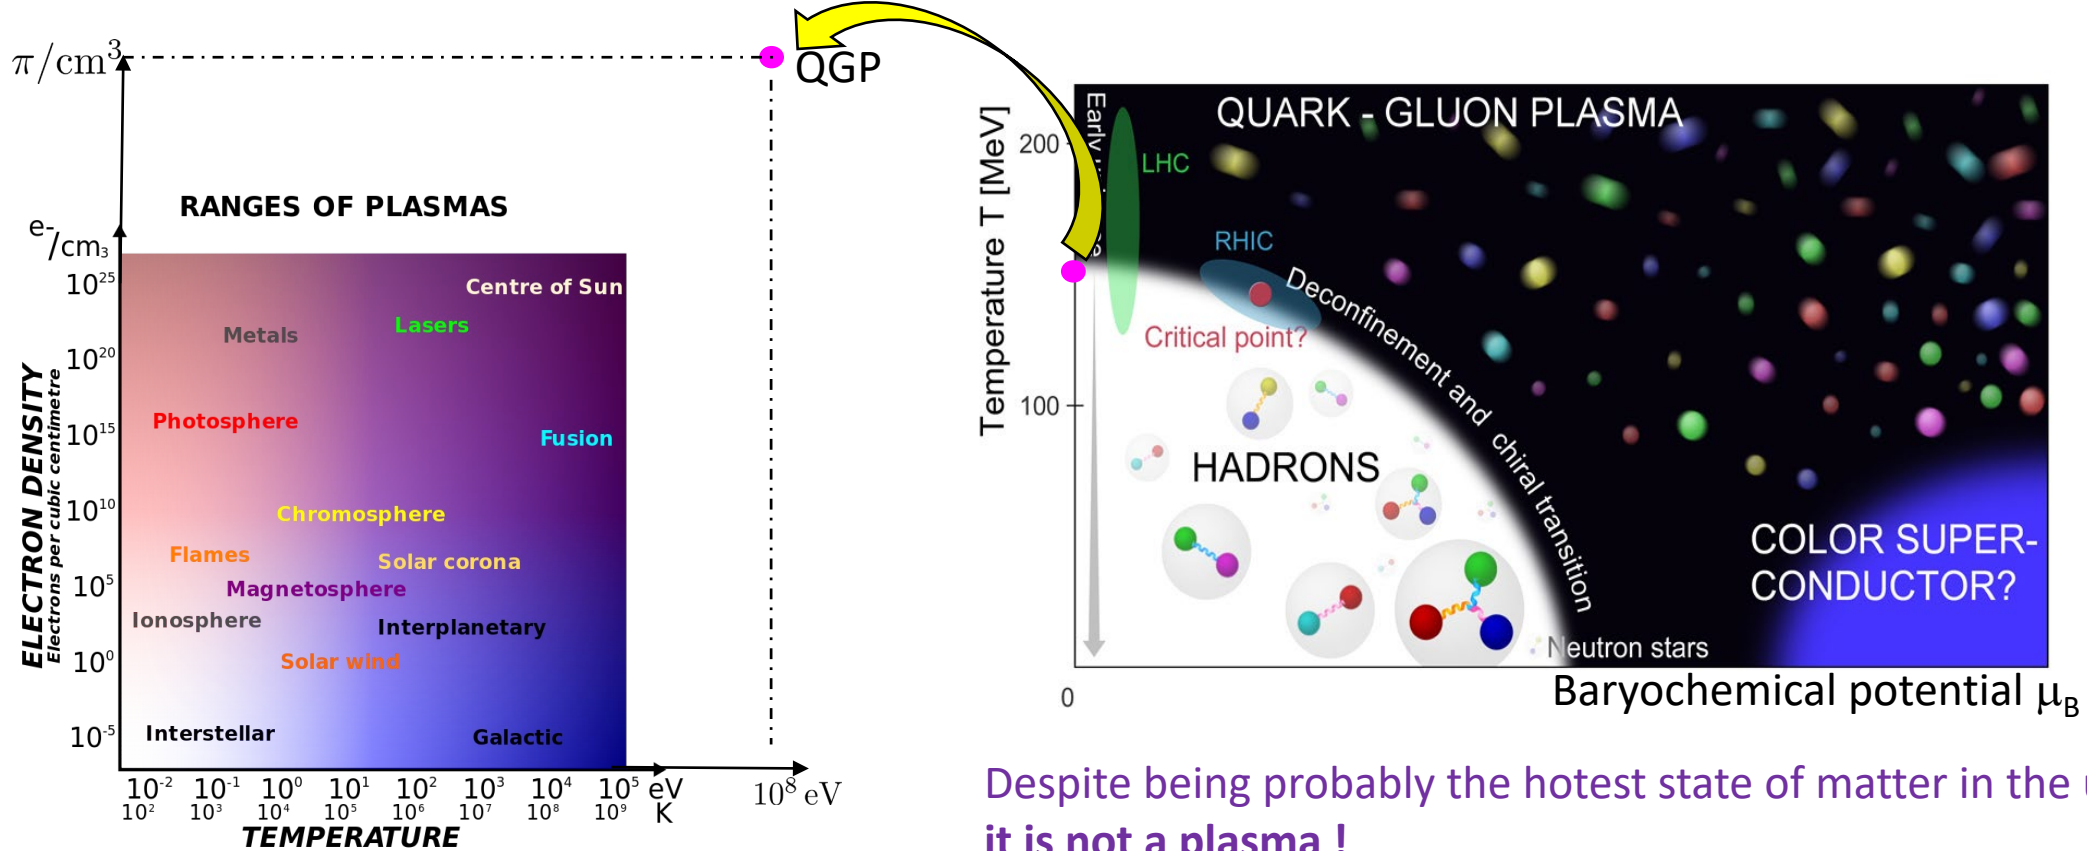 π/cm³
QGP
RANGES OF PLASMAS
e-/cm₃
10²⁵
10²⁰
10¹⁵
10¹⁰
10⁵
10⁰
10⁻⁵
ELECTRON DENSITY
Electrons per cubic centimetre
Centre of Sun
Lasers
Metals
Photosphere
Fusion
Chromosphere
Flames
Solar corona
Magnetosphere
Ionosphere
Interplanetary
Solar wind
Interstellar
Galactic
10⁻² 10⁻¹ 10⁰ 10¹ 10² 10³ 10⁴ 10⁵ eV
10² 10³ 10⁴ 10⁵ 10⁶ 10⁷ 10⁸ 10⁹ K
10⁸ eV
TEMPERATURE
Temperature T [MeV]
200
100
0
Early
QUARK - GLUON PLASMA
LHC
RHIC
Critical point?
Deconfinement and chiral transition
HADRONS
COLOR SUPER-
CONDUCTOR?
Neutron stars
Baryochemical potential μ_B
Despite being probably the hotest state of matter in the
it is not a plasma !